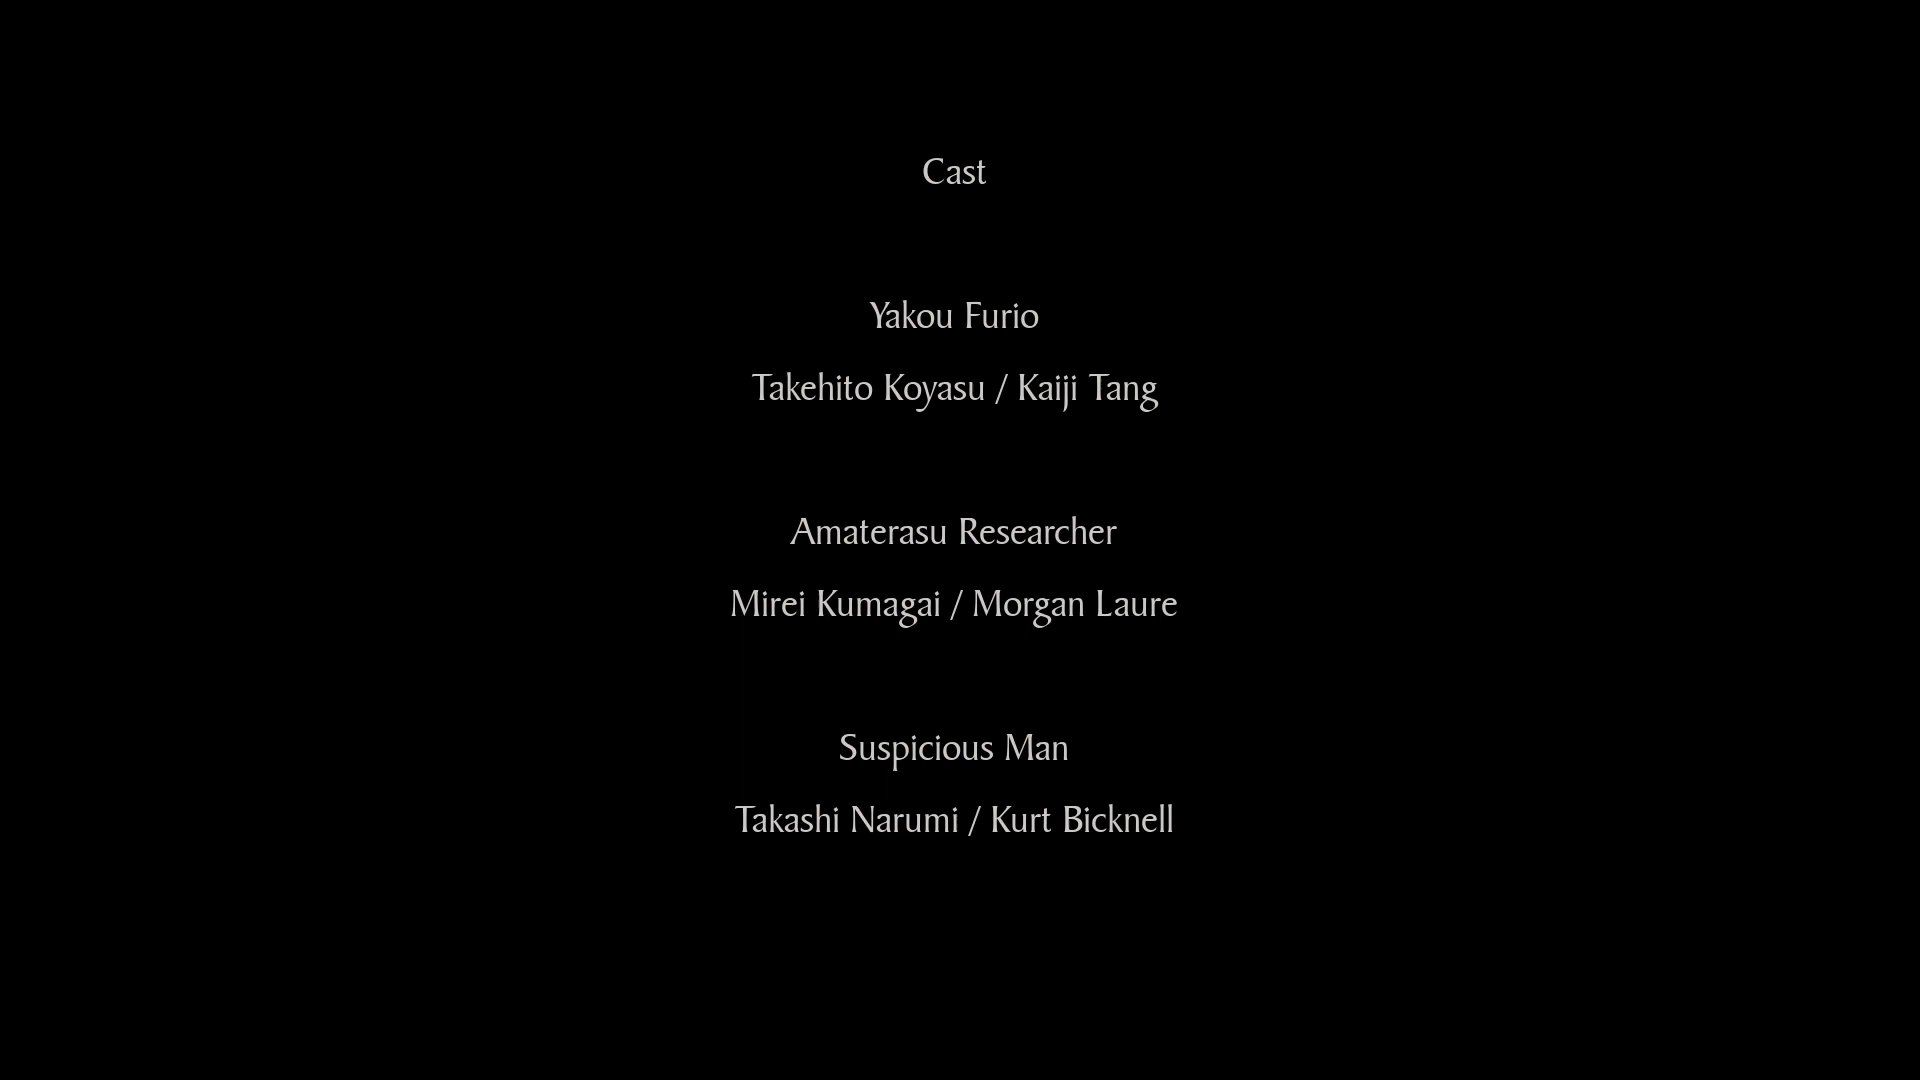 Cast
Yakou Furio
Takehito Koyasu / Kaiji Tang
Amaterasu Researcher
Mirei Kumagai / Morgan Laure
Suspicious Man
Takashi Narumi / Kurt Bicknell